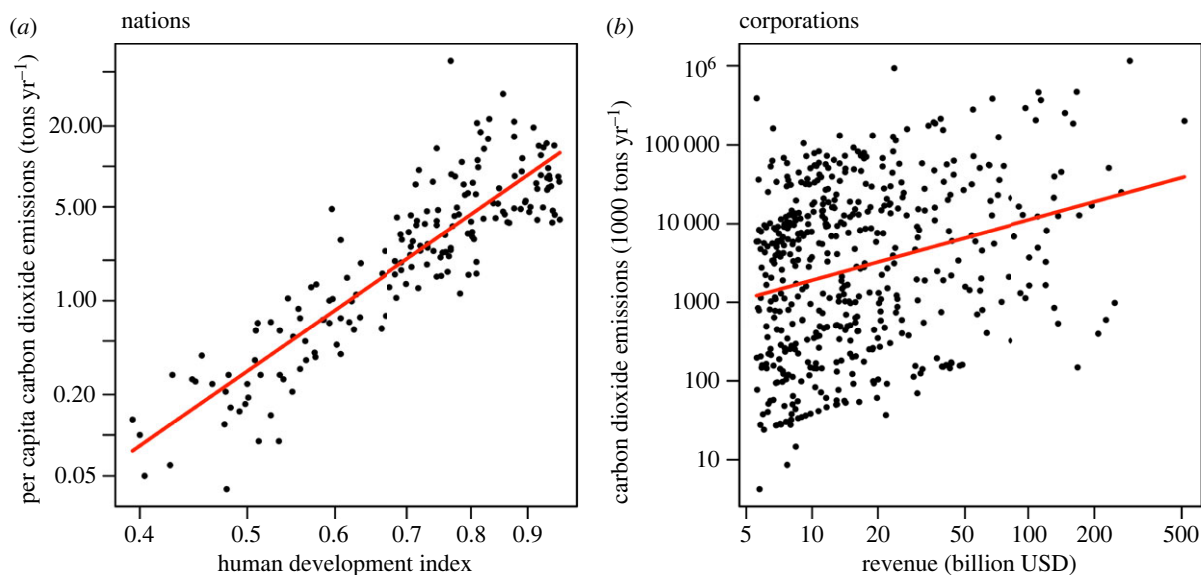 (a) nations
per capita carbon dioxide emissions (tons yr−1)
20.00
5.00
1.00
0.20
0.05
0.4 0.5 0.6 0.7 0.8 0.9
human development index
(b) corporations
carbon dioxide emissions (1000 tons yr−1)
10^6
100 000
10 000
1000
100
10
5 10 20 50 100 200 500
revenue (billion USD)